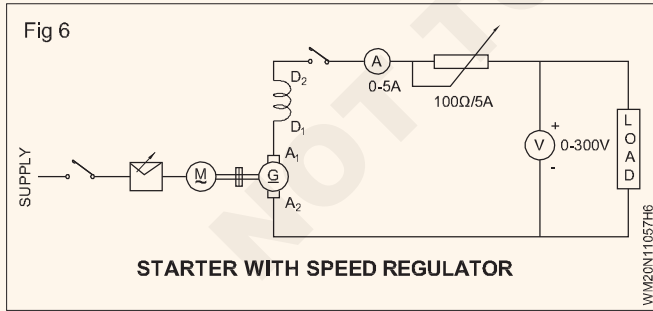 Fig 6
D2
D1
A
0-5A
100Ω/5A
V
+
-
0-300V
LOAD
SUPPLY
M
~
A1
G
A2
STARTER WITH SPEED REGULATOR
WM20N11057H6